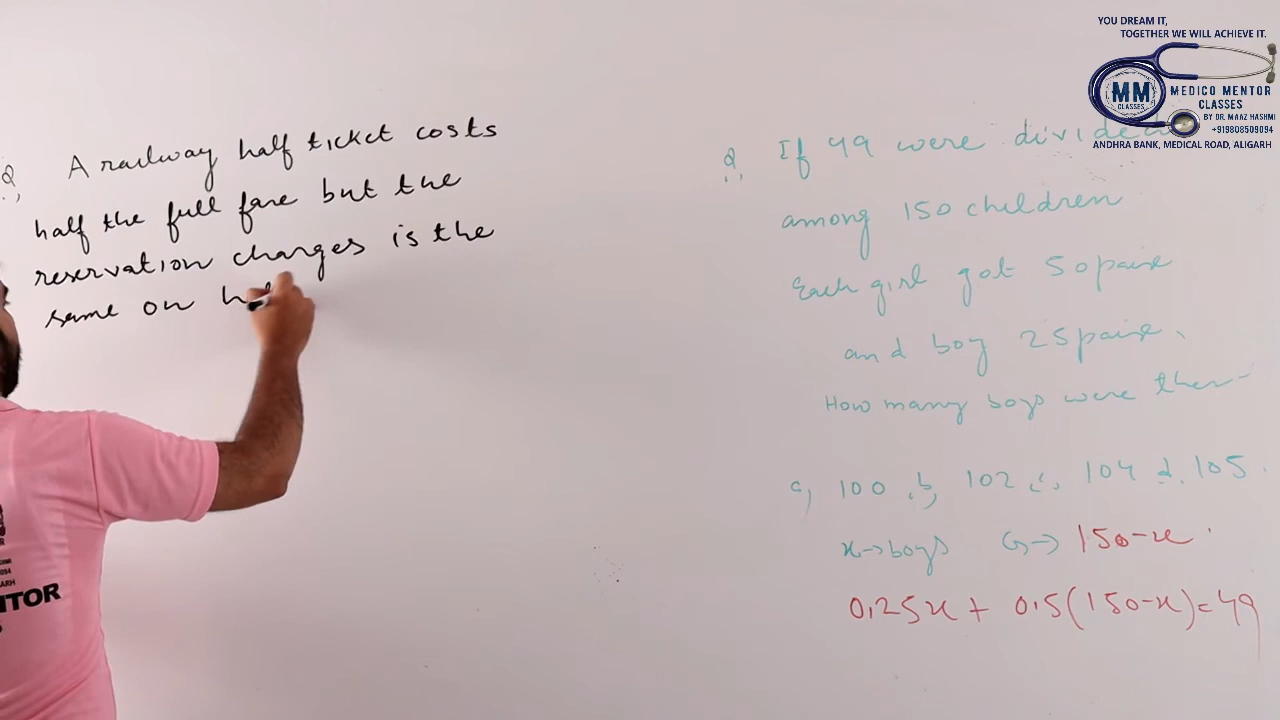 YOU DREAM IT,
TOGETHER WE WILL ACHIEVE IT.
MM
CLASSES
MEDICO MENTOR
CLASSES
BY DR. MAAZ HASHMI
+919808509094
ANDHRA BANK, MEDICAL ROAD, ALIGARH
Q., A railway half ticket costs
half the full fare but the
reservation charges is the
same on
Q., If 49 were divided
among 150 children
Each girl got 50 paise
and boy 25 paise.
How many boys were
a, 100 b, 102 c, 104 d, 105.
x→boys G→ 150-x
0.25x + 0.5(150-x)=49